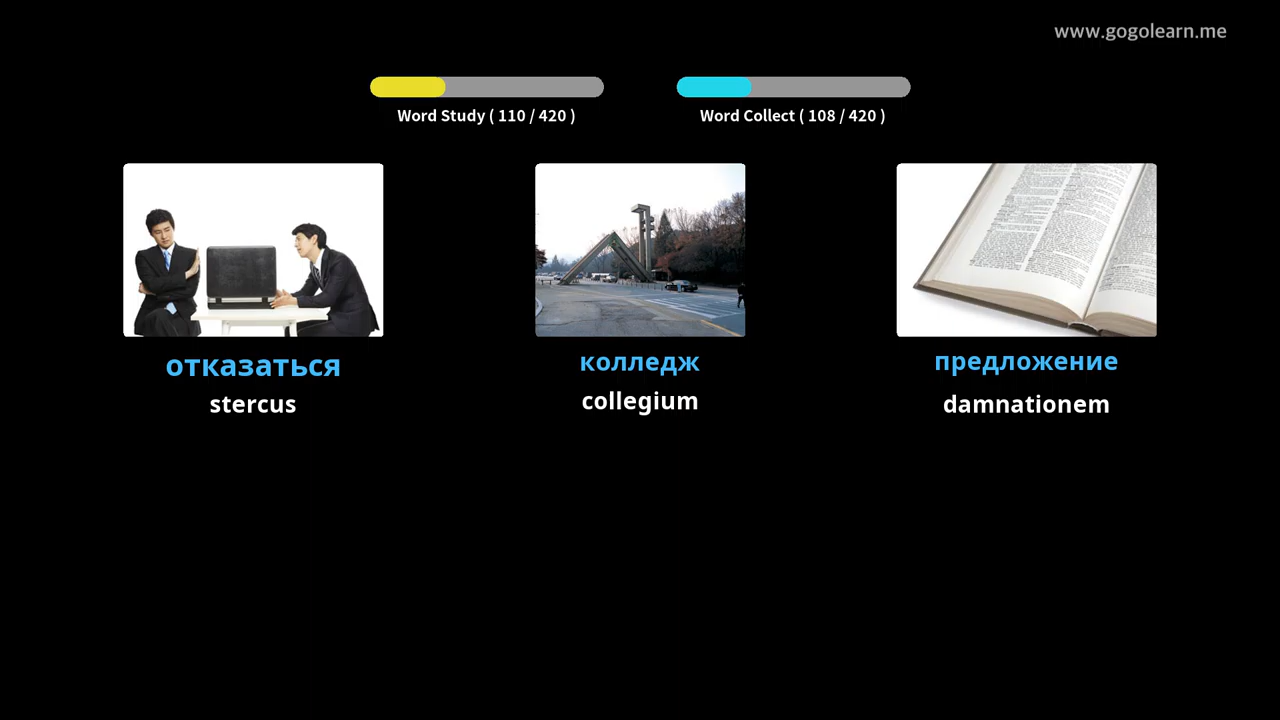 www.gogolearn.me
Word Study ( 110 / 420 )
Word Collect ( 108 / 420 )
отказаться
stercus
колледж
collegium
предложение
damnationem